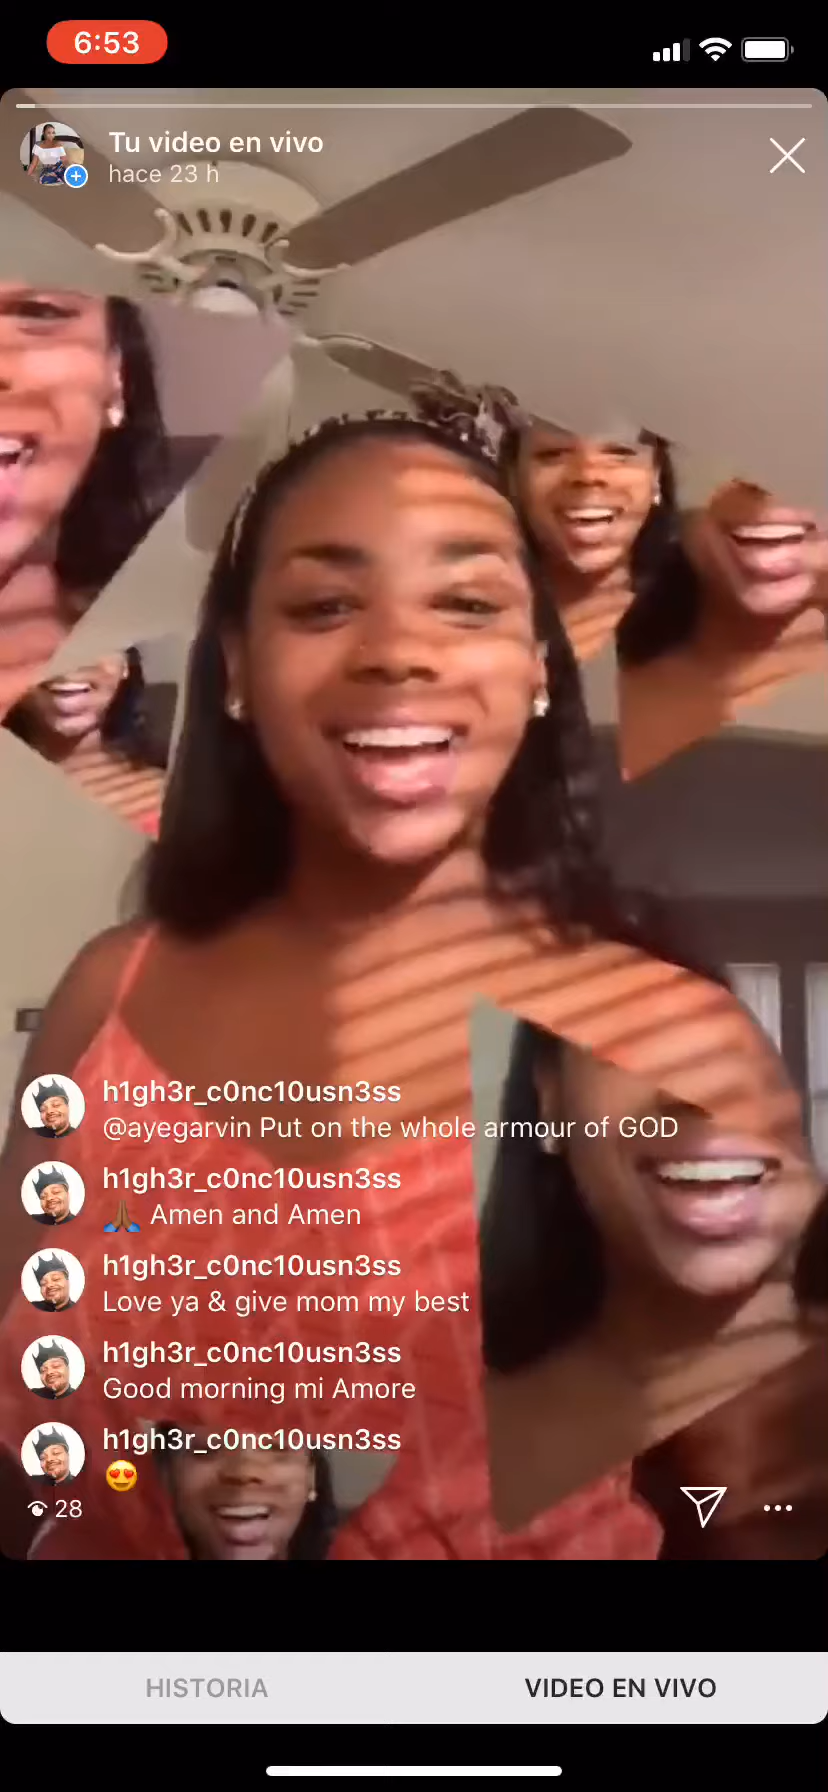 6:53
Tu video en vivo
hace 23 h
h1gh3r_c0nc10usn3ss
@ayegarvin Put on the whole armour of GOD
h1gh3r_c0nc10usn3ss
🙏🏾 Amen and Amen
h1gh3r_c0nc10usn3ss
Love ya & give mom my best
h1gh3r_c0nc10usn3ss
Good morning mi Amore
h1gh3r_c0nc10usn3ss
😍
28
HISTORIA
VIDEO EN VIVO